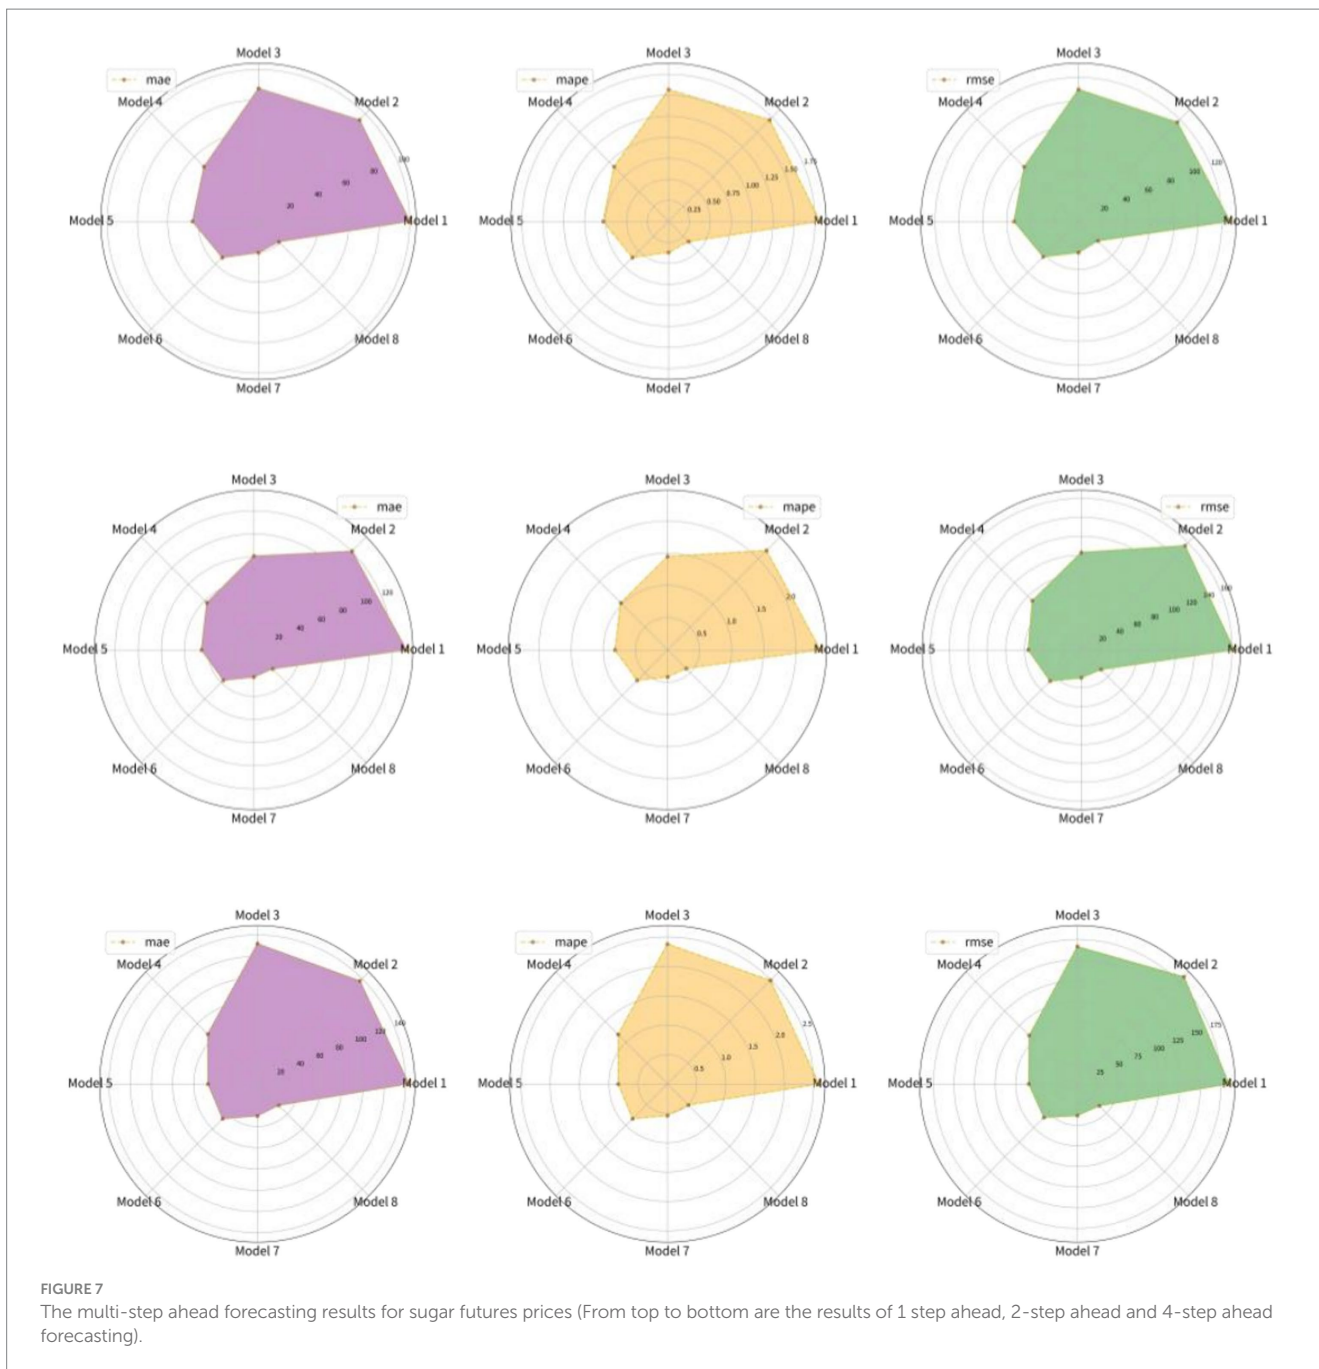 Model 3
mae
Model 4
Model 2
100
80
60
40
20
Model 5
Model 1
Model 6
Model 8
Model 7
Model 3
mape
Model 4
Model 2
1.75
1.50
1.25
1.00
0.75
0.50
0.25
Model 5
Model 1
Model 6
Model 8
Model 7
Model 3
rmse
Model 4
Model 2
120
100
80
60
40
20
Model 5
Model 1
Model 6
Model 8
Model 7
Model 3
mae
Model 4
Model 2
120
100
80
60
40
20
Model 5
Model 1
Model 6
Model 8
Model 7
Model 3
mape
Model 4
Model 2
2.0
1.5
1.0
0.5
Model 5
Model 1
Model 6
Model 8
Model 7
Model 3
rmse
Model 4
Model 2
160
140
120
100
80
60
40
20
Model 5
Model 1
Model 6
Model 8
Model 7
Model 3
mae
Model 4
Model 2
140
120
100
80
60
40
20
Model 5
Model 1
Model 6
Model 8
Model 7
Model 3
mape
Model 4
Model 2
2.5
2.0
1.5
1.0
0.5
Model 5
Model 1
Model 6
Model 8
Model 7
Model 3
rmse
Model 4
Model 2
175
150
125
100
75
50
25
Model 5
Model 1
Model 6
Model 8
Model 7
FIGURE 7
The multi-step ahead forecasting results for sugar futures prices (From top to bottom are the results of 1 step ahead, 2-step ahead and 4-step ahead
forecasting).